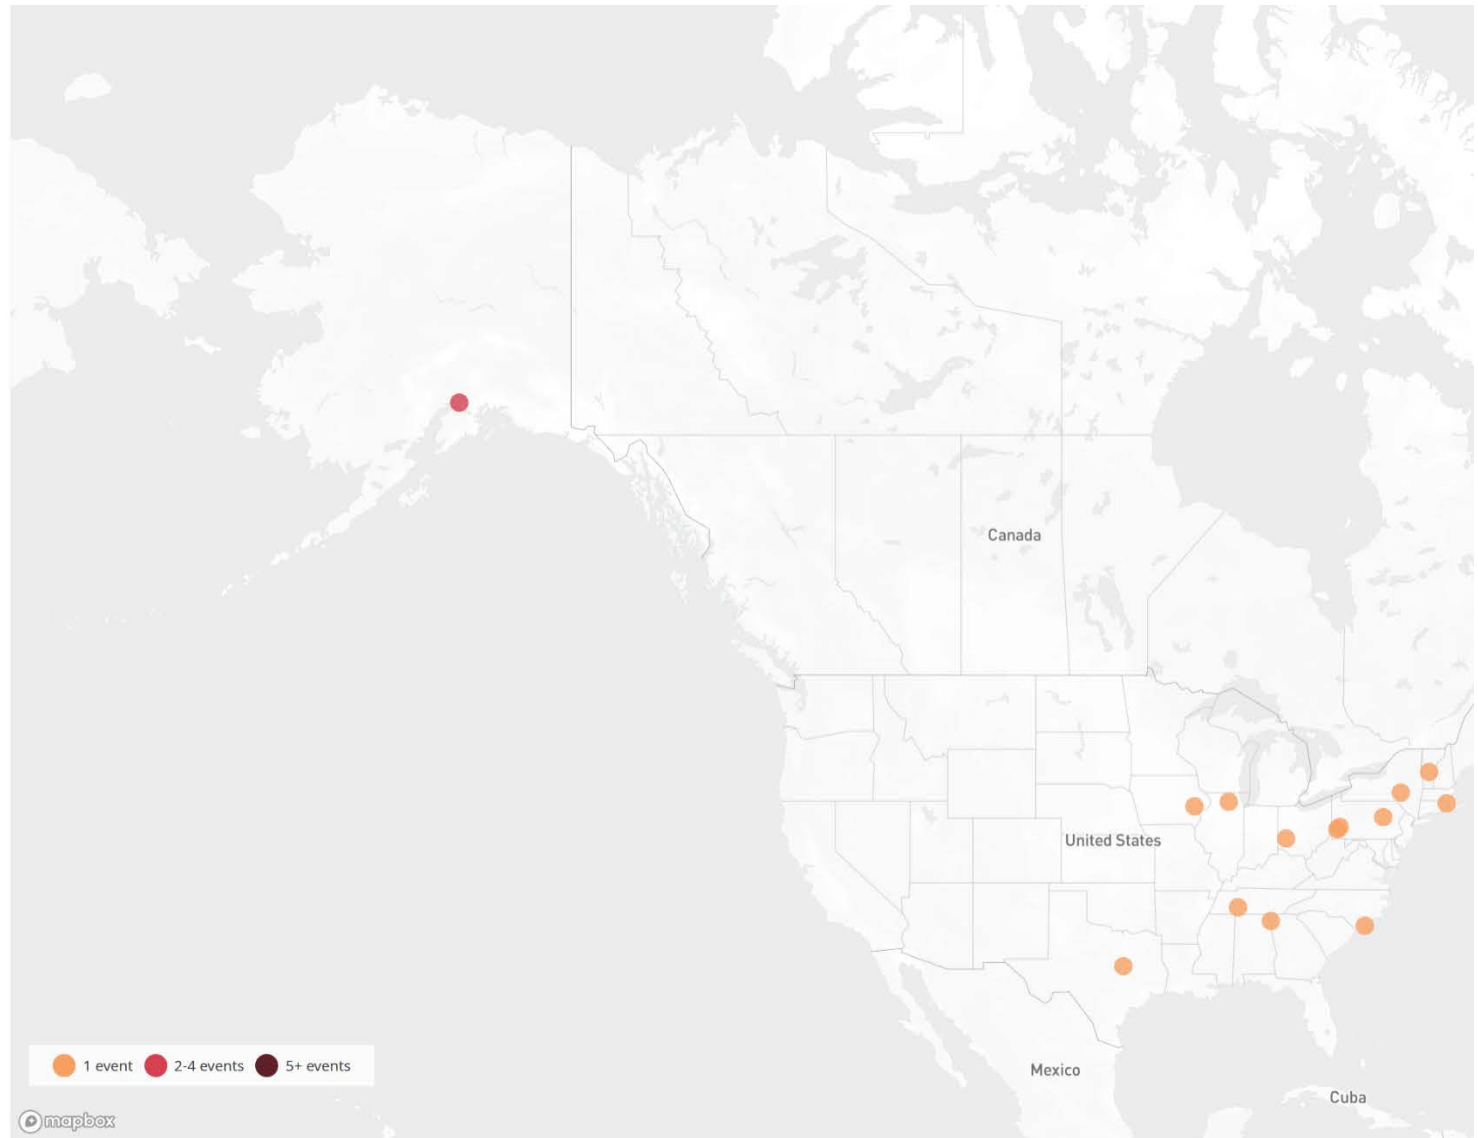 Canada
United States
1 event 2-4 events 5+ events
Mexico
Cuba
mapbox